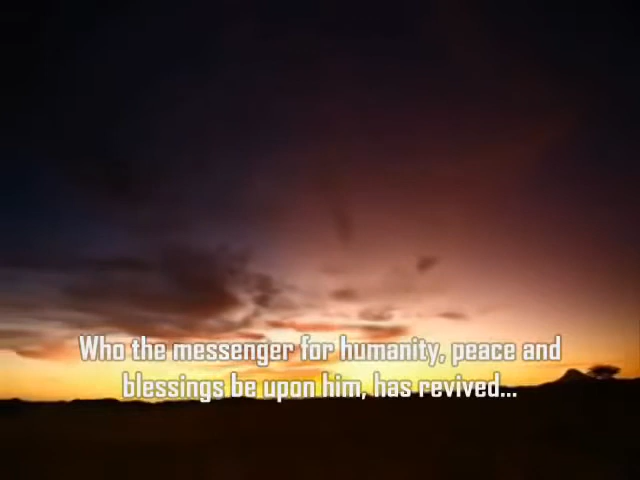 Who the messenger for humanity, peace and
blessings be upon him, has revived...